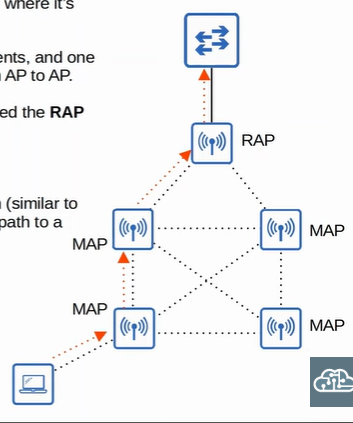 where it's
ents, and one
AP to AP.
ed the RAP
RAP
(similar to
path to a
MAP
MAP
MAP
MAP